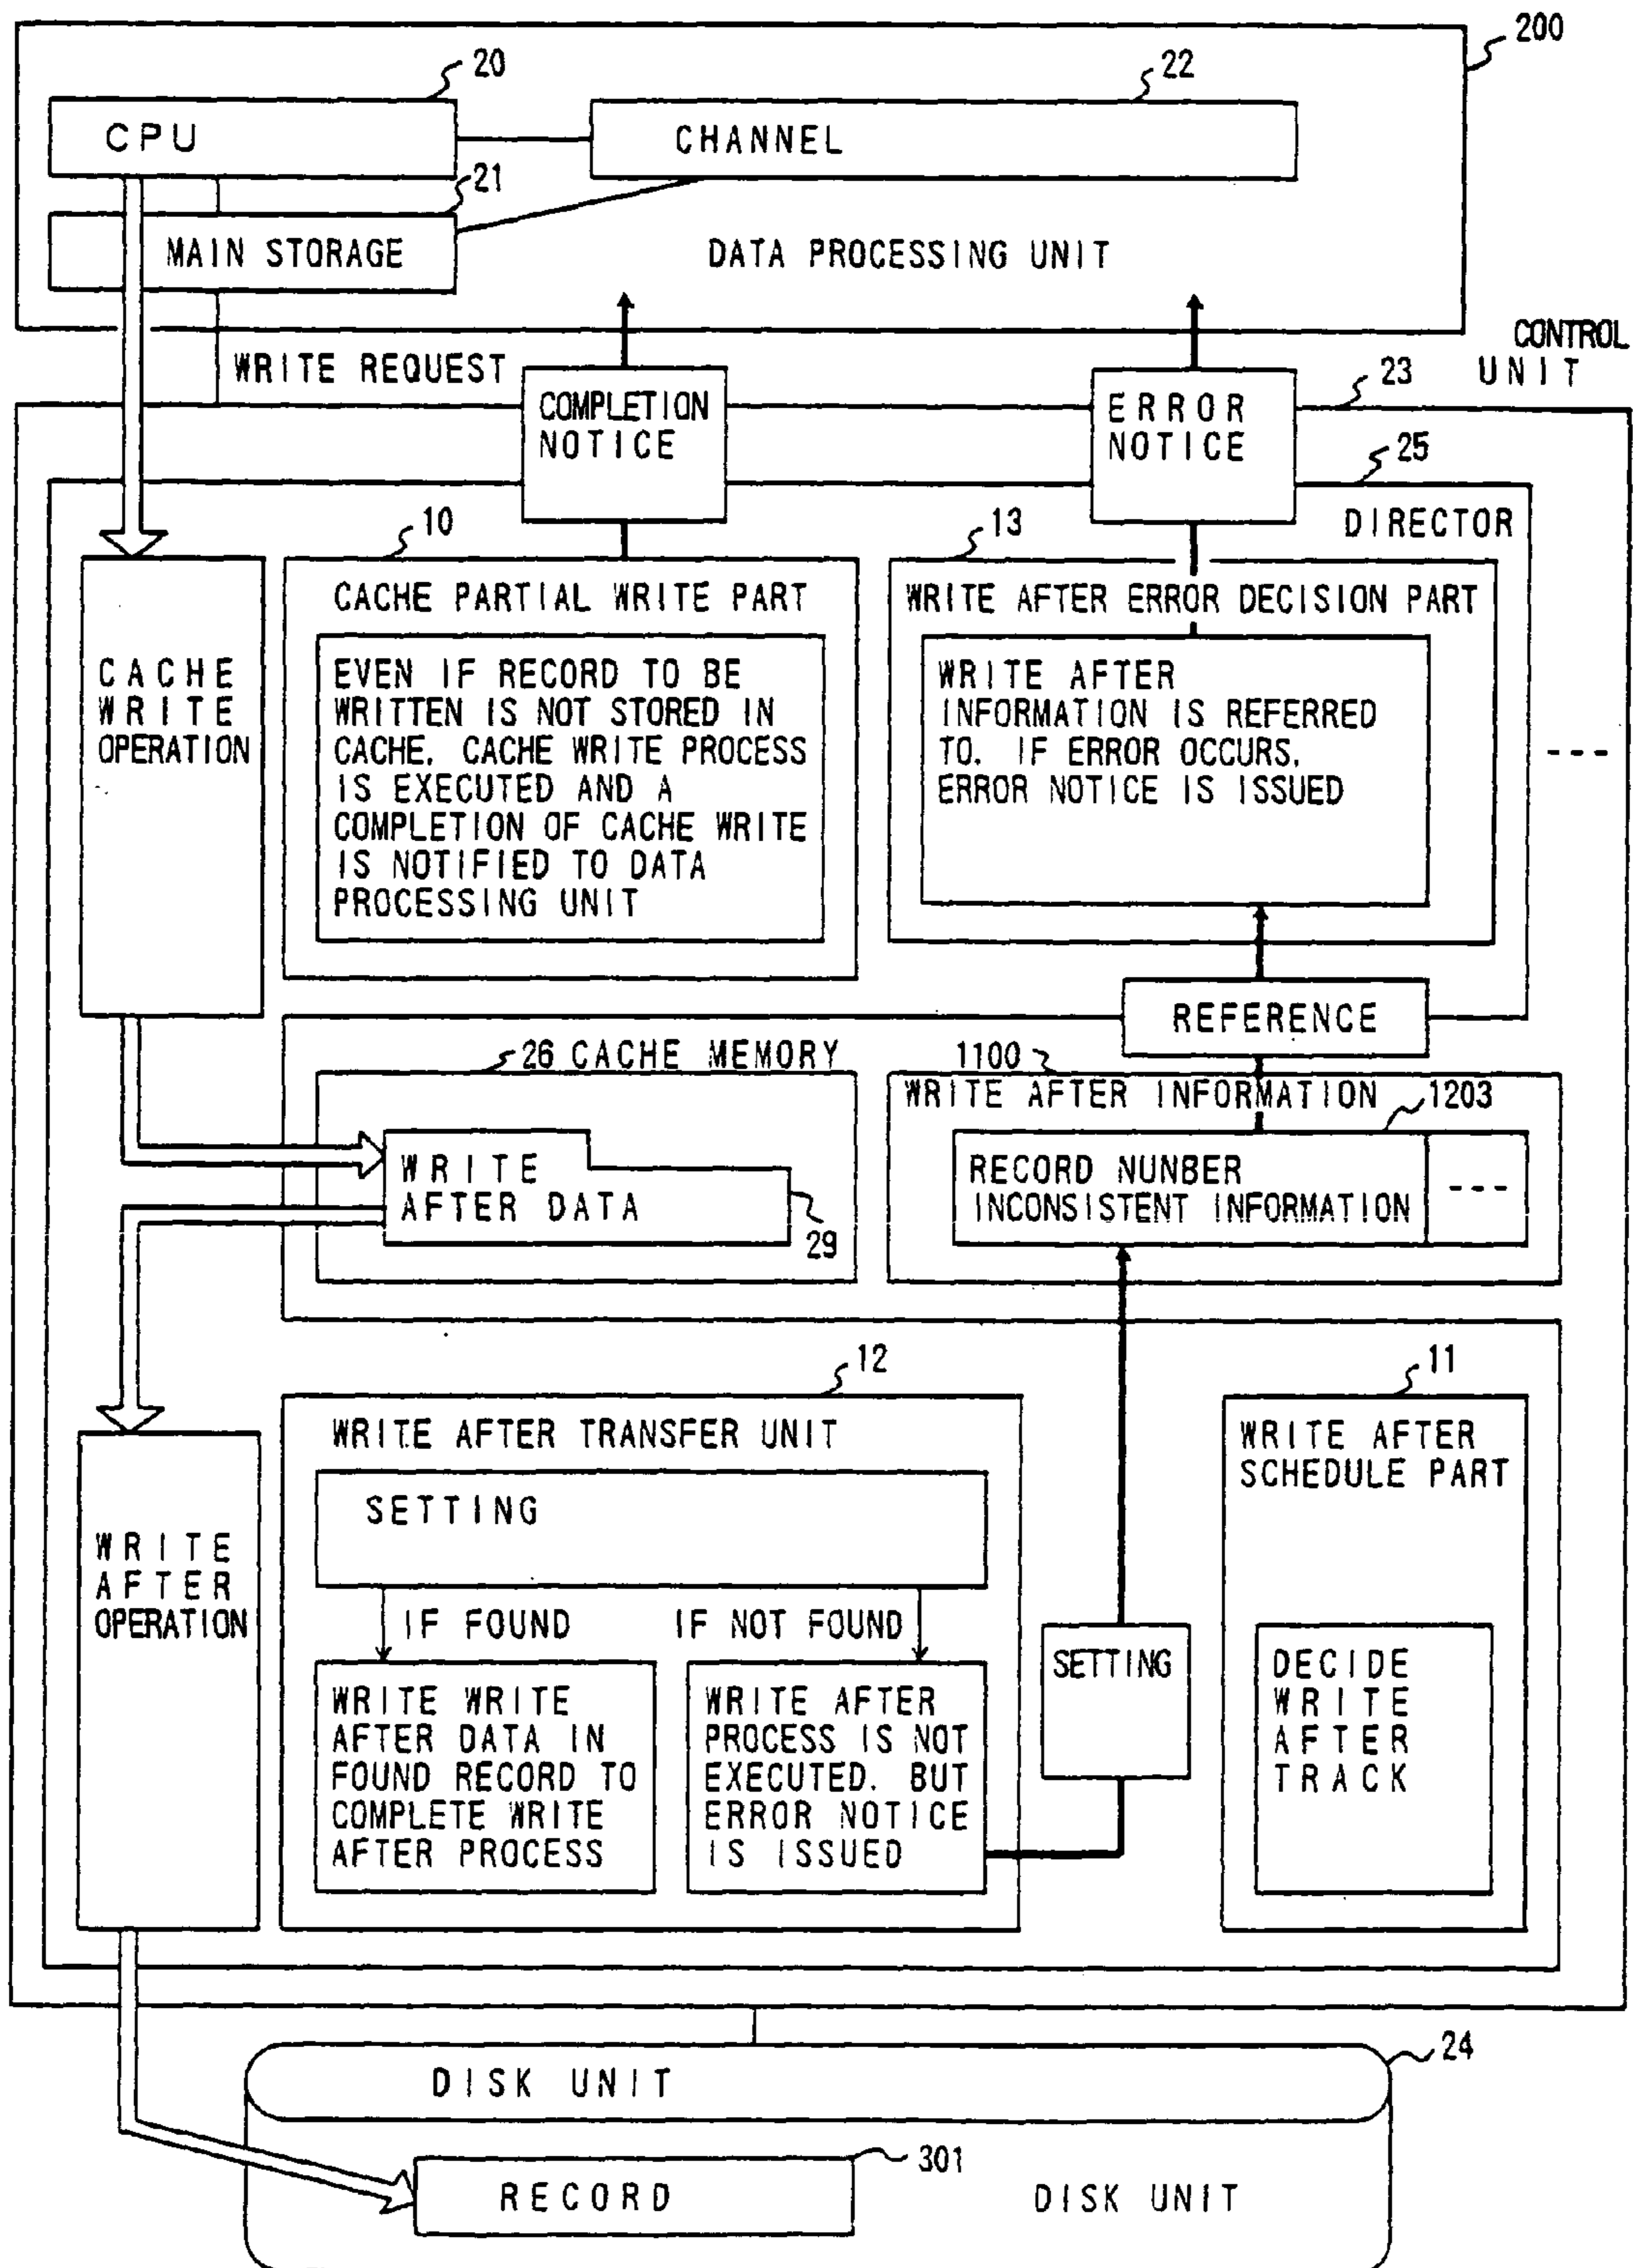 200
20
22
CPU
CHANNEL
21
MAIN STORAGE
DATA PROCESSING UNIT
CONTROL
UNIT
WRITE REQUEST
23
COMPLETION
NOTICE
ERROR
NOTICE
25
DIRECTOR
10
13
CACHE PARTIAL WRITE PART
WRITE AFTER ERROR DECISION PART
CACHE
WRITE
OPERATION
EVEN IF RECORD TO BE
WRITTEN IS NOT STORED IN
CACHE. CACHE WRITE PROCESS
IS EXECUTED AND A
COMPLETION OF CACHE WRITE
IS NOTIFIED TO DATA
PROCESSING UNIT
WRITE AFTER
INFORMATION IS REFERRED
TO. IF ERROR OCCURS.
ERROR NOTICE IS ISSUED
---
REFERENCE
26 CACHE MEMORY
1100
WRITE AFTER INFORMATION
1203
WRITE
AFTER DATA
29
RECORD NUNBER
INCONSISTENT INFORMATION
---
12
11
WRITE AFTER TRANSFER UNIT
WRITE AFTER
SCHEDULE PART
SETTING
WRITE
AFTER
OPERATION
IF FOUND
IF NOT FOUND
SETTING
WRITE WRITE
AFTER DATA IN
FOUND RECORD TO
COMPLETE WRITE
AFTER PROCESS
WRITE AFTER
PROCESS IS NOT
EXECUTED. BUT
ERROR NOTICE
IS ISSUED
DECIDE
WRITE
AFTER
TRACK
24
DISK UNIT
301
RECORD
DISK UNIT